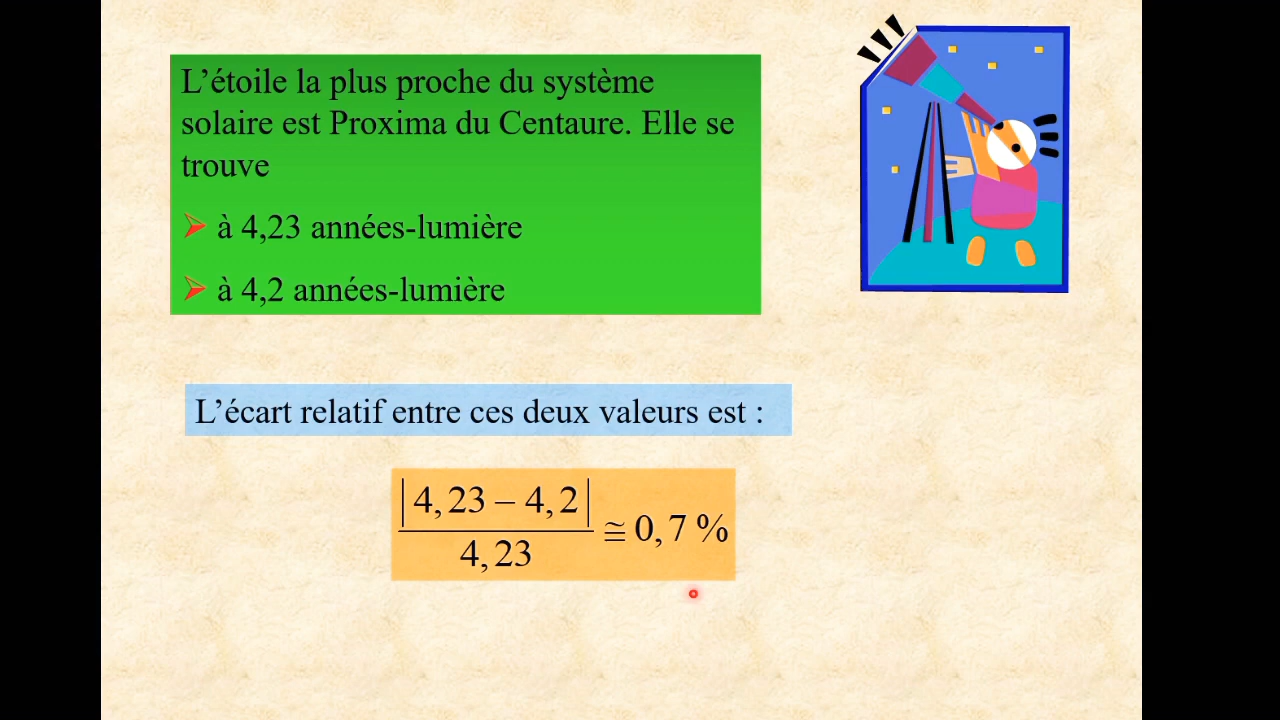 L’étoile la plus proche du système
solaire est Proxima du Centaure. Elle se
trouve
➢ à 4,23 années-lumière
➢ à 4,2 années-lumière
L’écart relatif entre ces deux valeurs est :
|4,23 – 4,2|
4,23
≅ 0,7 %